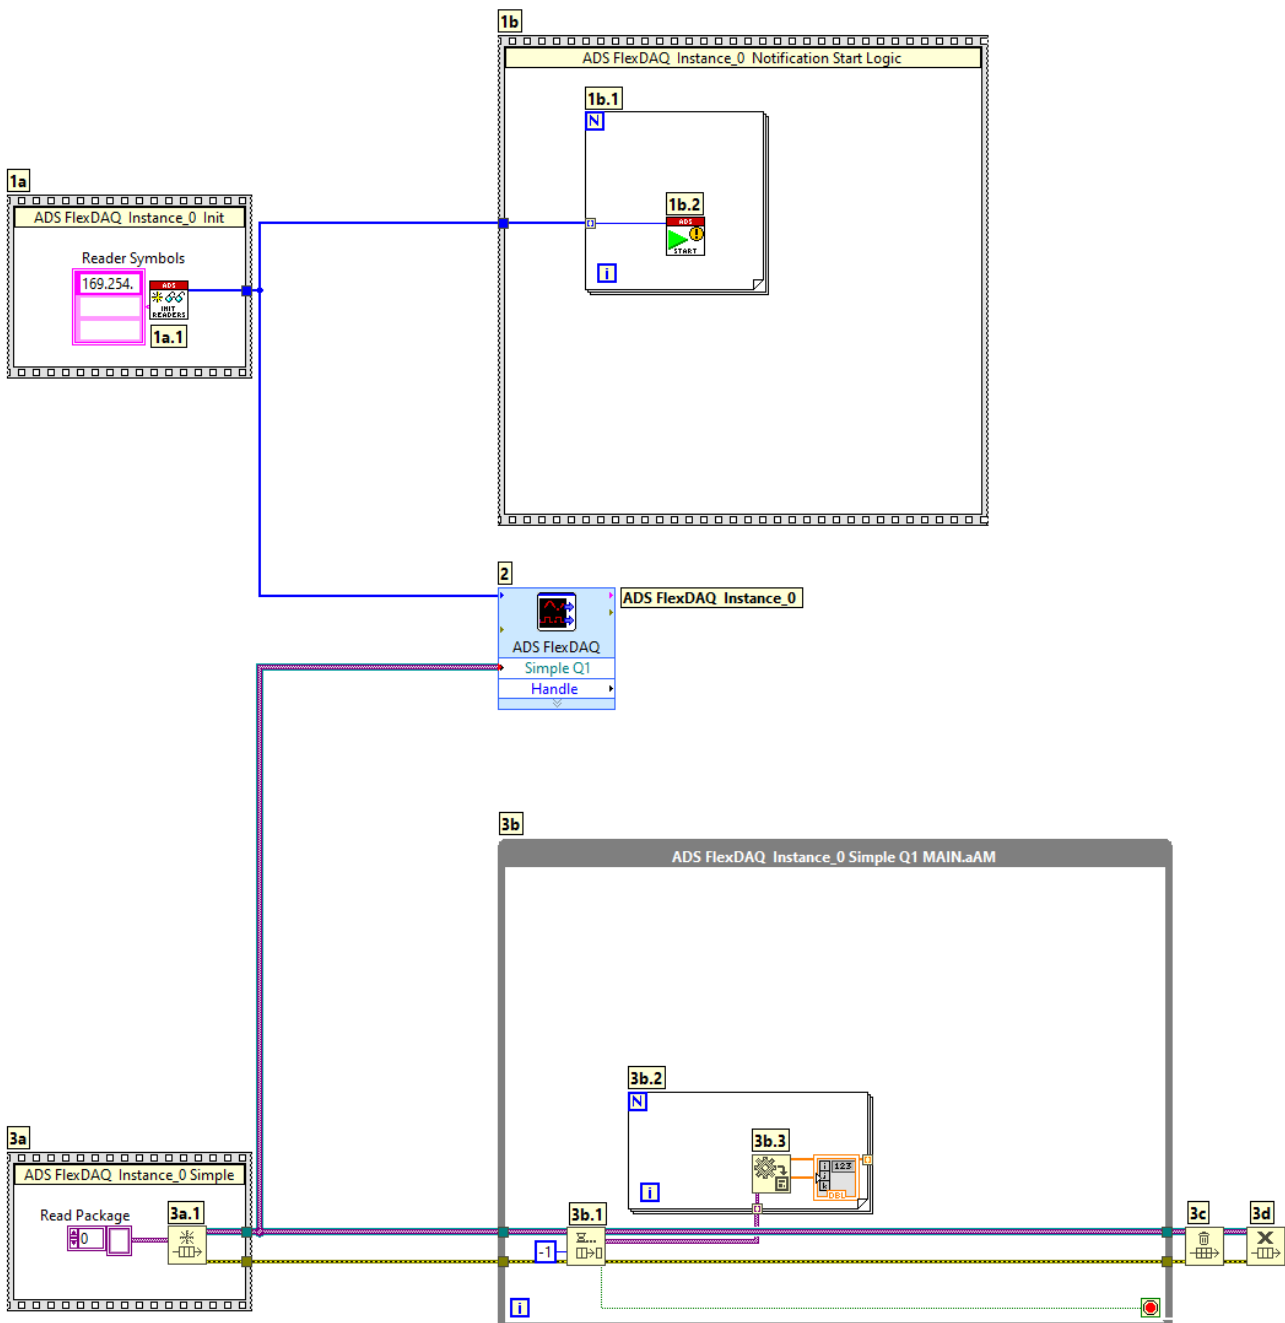 1b
ADS FlexDAQ Instance_0 Notification Start Logic
1b.1
N
1b.2
ADS
START
i
1a
ADS FlexDAQ Instance_0 Init
Reader Symbols
169.254.
ADS
INIT
READERS
1a.1
2
ADS FlexDAQ Instance_0
ADS FlexDAQ
Simple Q1
Handle
3b
ADS FlexDAQ Instance_0 Simple Q1 MAIN.aAM
3b.2
N
3b.3
i 123
j
k
DBL
i
3a
ADS FlexDAQ Instance_0 Simple
Read Package
0
3a.1
3b.1
-1
i
3c
3d